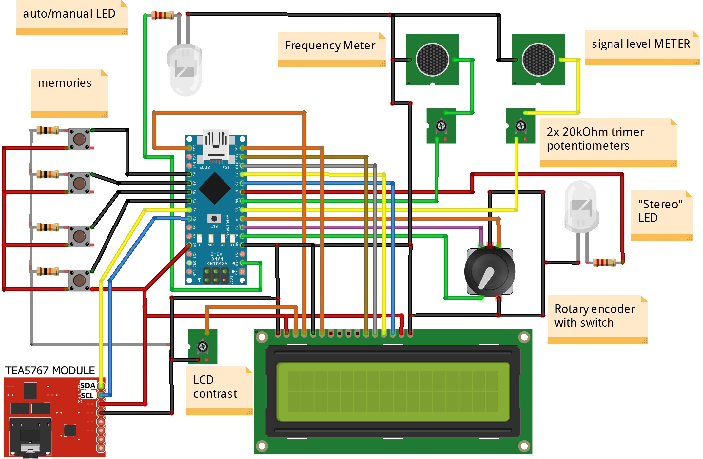 auto/manual LED
Frequency Meter
signal level METER
memories
2x 20kOhm trimer
potentiometers
"Stereo"
LED
Rotary encoder
with switch
TEA5767 MODULE
SDA
SCL
LCD
contrast